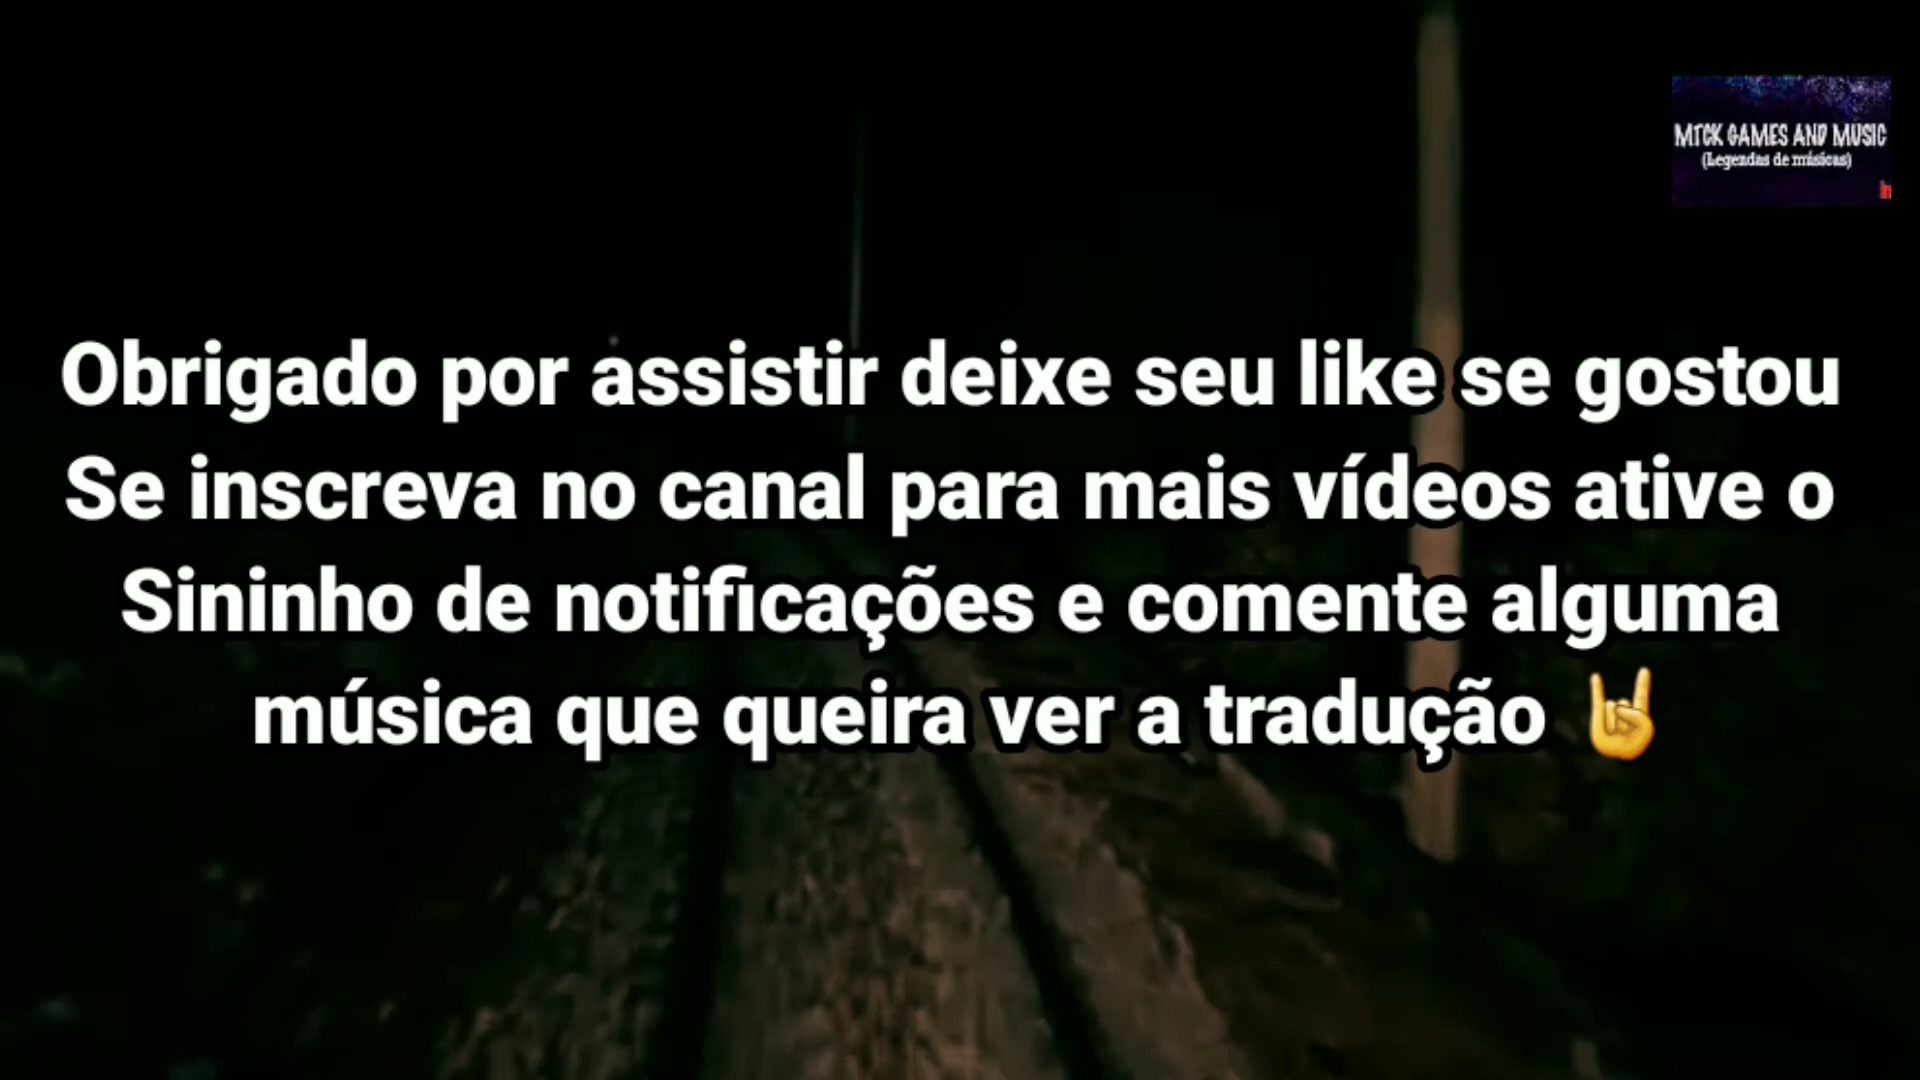 MTCK GAMES AND MUSIC
(Legendas de músicas)
Obrigado por assistir deixe seu like se gostou
Se inscreva no canal para mais vídeos ative o
Sininho de notificações e comente alguma
música que queira ver a tradução 🤘